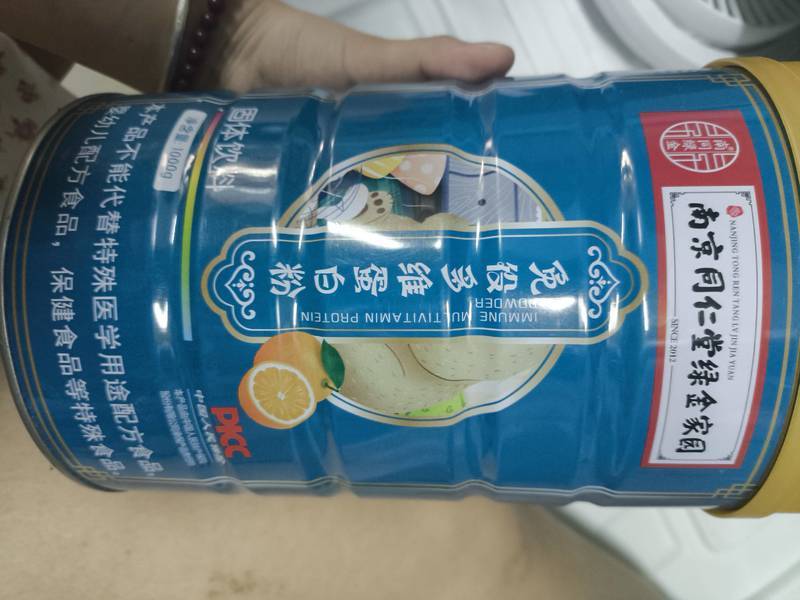 南京同仁堂绿金家园
NANJING TONG REN TANG LV JIN JIA YUAN
SINCE 2012
免役多维蛋白粉
IMMUNE MULTIVITAMIN PROTEIN
POWDER
固体饮料
净含量:1000g
PICC
本产品不能代替特殊医学用途配方食品,
婴幼儿配方食品,保健食品等特殊食品